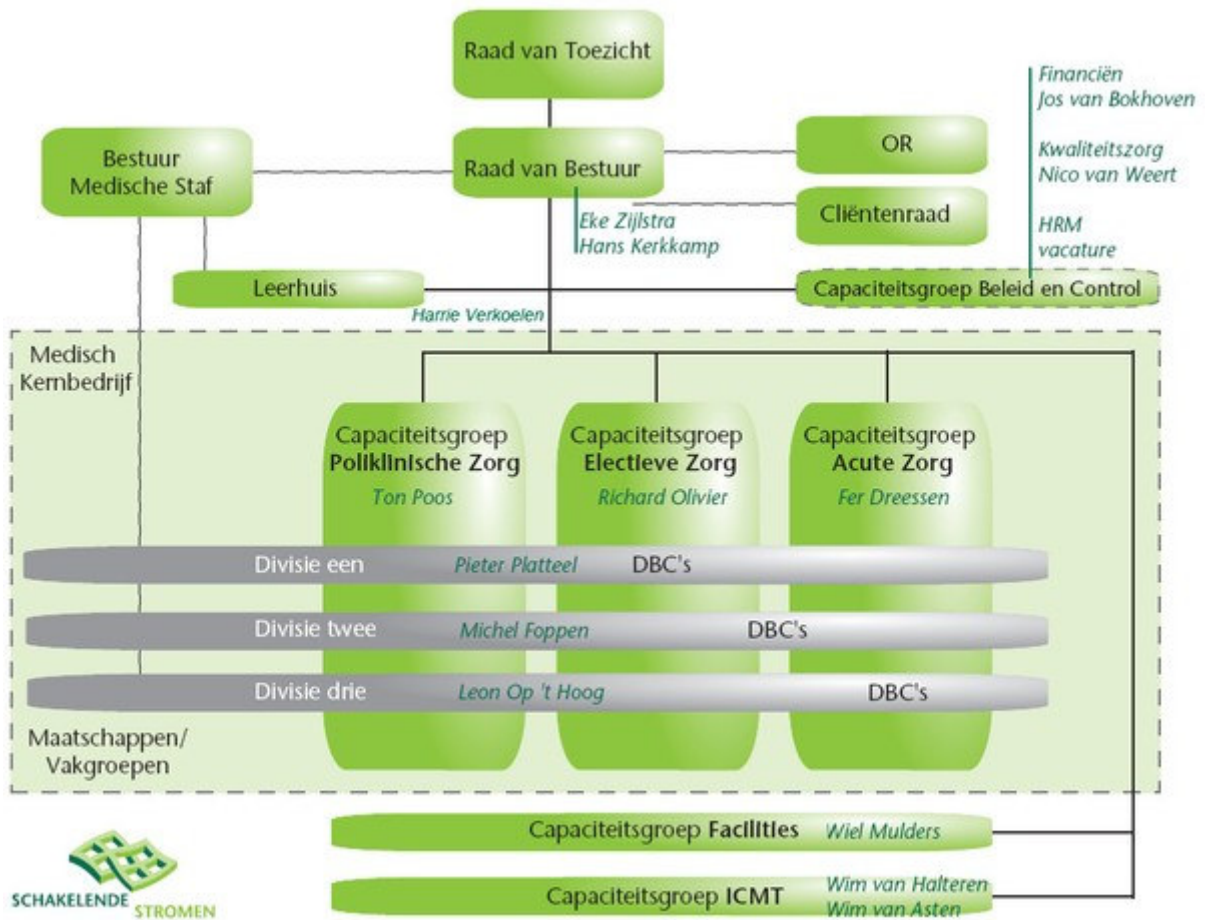 Raad van Toezicht
Financiën
Jos van Bokhoven
Kwaliteitszorg
Nico van Weert
HRM
vacature
Bestuur
Medische Staf
Raad van Bestuur
OR
Cliëntenraad
Eke Zijlstra
Hans Kerkkamp
Leerhuis
Capaciteitsgroep Beleid en Control
Harrie Verkoelen
Medisch
Kernbedrijf
Capaciteitsgroep
Poliklinische Zorg
Ton Poos
Capaciteitsgroep
Electieve Zorg
Richard Olivier
Capaciteitsgroep
Acute Zorg
Fer Dreessen
Divisie een Pieter Platteel DBC's
Divisie twee Michel Foppen DBC's
Divisie drie Leon Op 't Hoog DBC's
Maatschappen/
Vakgroepen
Capaciteitsgroep Facilities Wiel Mulders
Capaciteitsgroep ICMT
Wim van Halteren
Wim van Asten
SCHAKELENDE
STROMEN